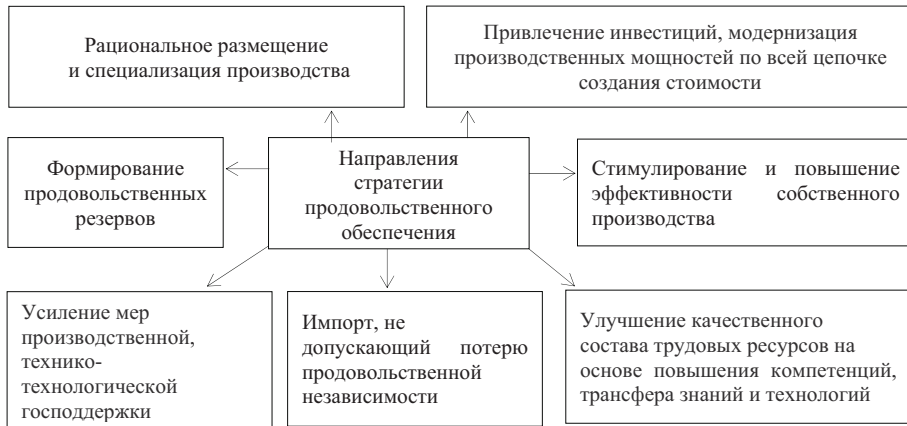 Рациональное размещение
и специализация производства
Привлечение инвестиций, модернизация
производственных мощностей по всей цепочке
создания стоимости
Формирование
продовольственных
резервов
Направления
стратегии
продовольственного
обеспечения
Стимулирование и повышение
эффективности собственного
производства
Усиление мер
производственной,
технико-
технологической
господдержки
Импорт, не
допускающий потерю
продовольственной
независимости
Улучшение качественного
состава трудовых ресурсов на
основе повышения компетенций,
трансфера знаний и технологий